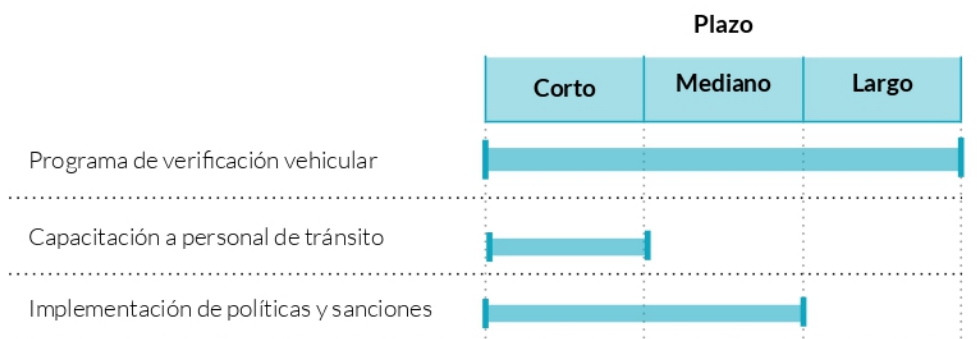 Plazo
Corto Mediano Largo
Programa de verificación vehicular
Capacitación a personal de tránsito
Implementación de políticas y sanciones